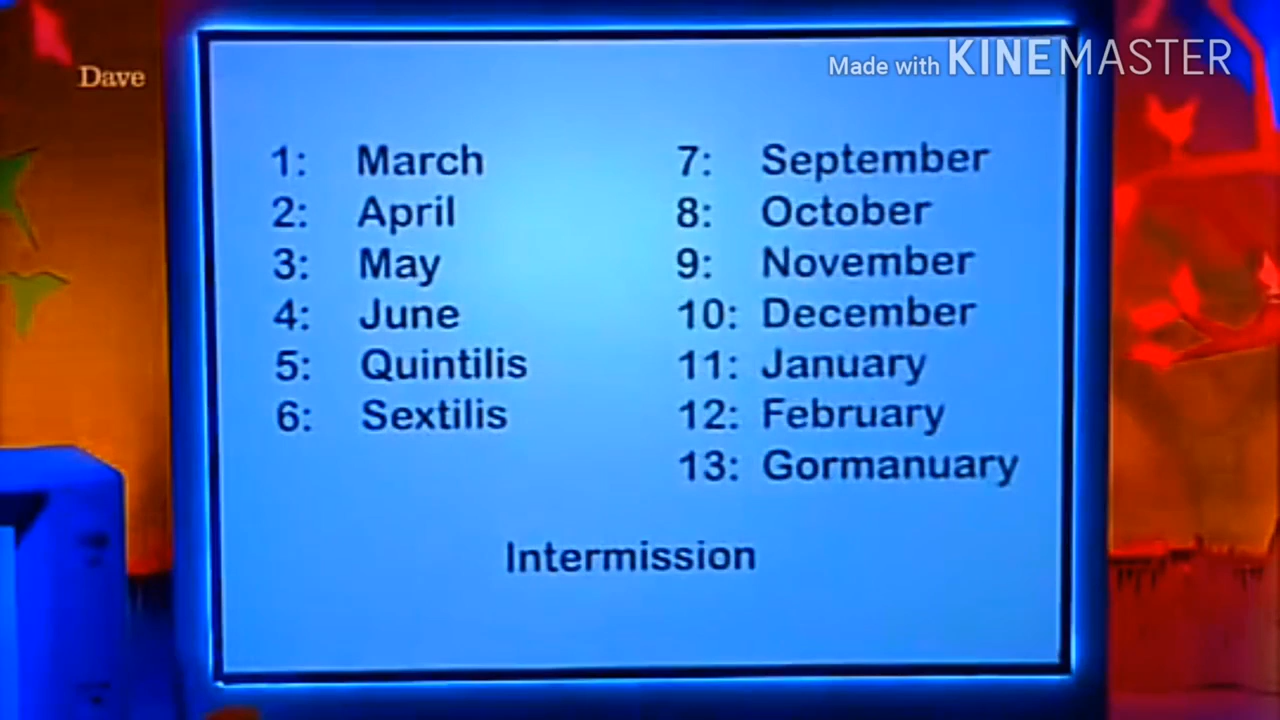 Dave
Made with KINEMASTER
1: March
2: April
3: May
4: June
5: Quintilis
6: Sextilis
7: September
8: October
9: November
10: December
11: January
12: February
13: Gormanuary
Intermission